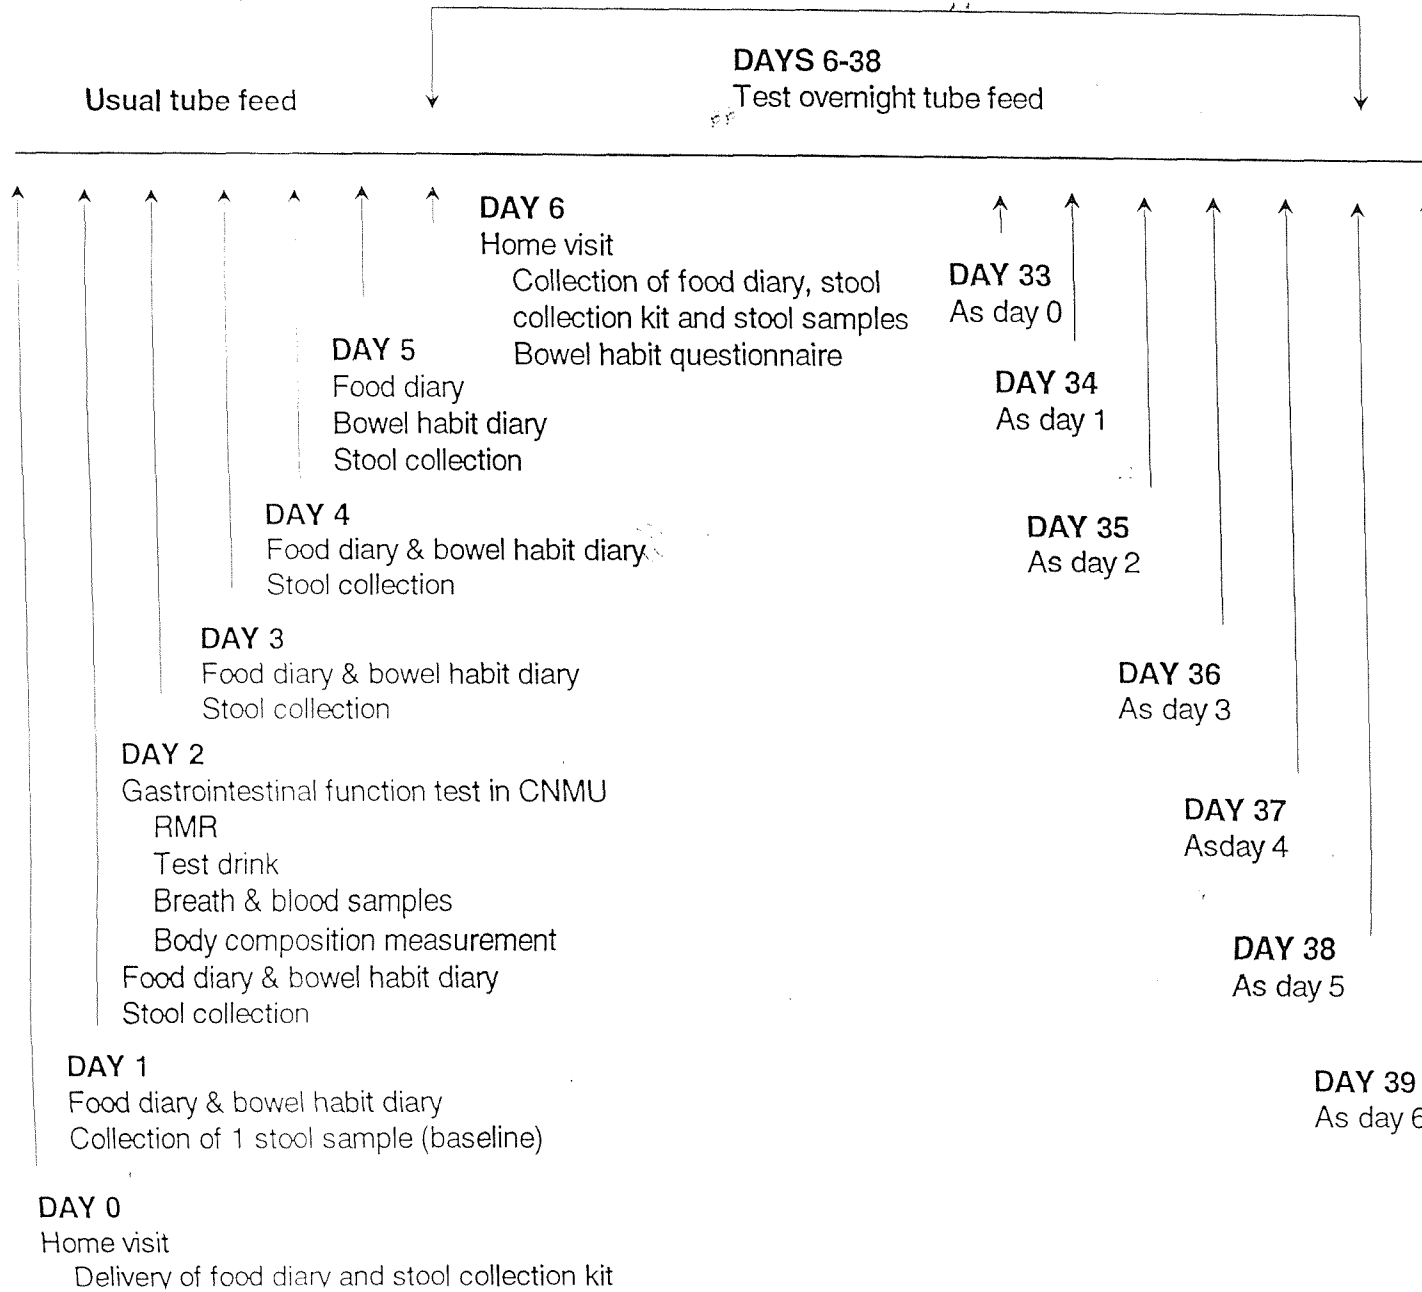 DAYS 6-38
Usual tube feed
Test overnight tube feed
DAY 6
Home visit
Collection of food diary, stool
collection kit and stool samples
Bowel habit questionnaire
DAY 33
As day 0
DAY 5
Food diary
Bowel habit diary
Stool collection
DAY 34
As day 1
DAY 4
Food diary & bowel habit diary
Stool collection
DAY 35
As day 2
DAY 3
Food diary & bowel habit diary
Stool collection
DAY 36
As day 3
DAY 2
Gastrointestinal function test in CNMU
RMR
Test drink
Breath & blood samples
Body composition measurement
Food diary & bowel habit diary
Stool collection
DAY 37
Asday 4
DAY 38
As day 5
DAY 1
Food diary & bowel habit diary
Collection of 1 stool sample (baseline)
DAY 39
As day 6
DAY 0
Home visit
Delivery of food diary and stool collection kit